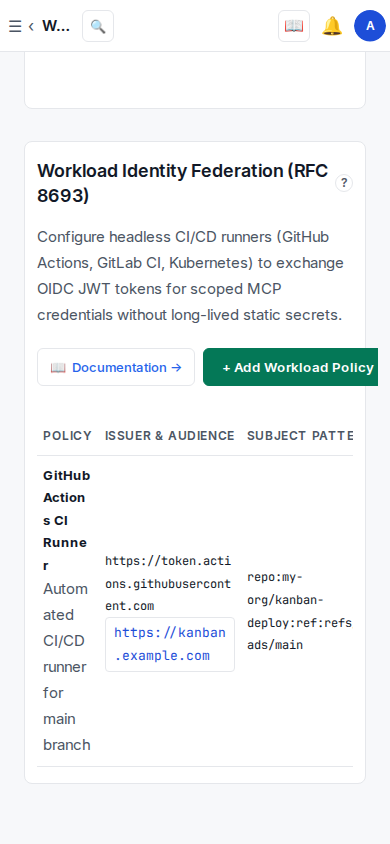 W...
A
Workload Identity Federation (RFC
8693)
?
Configure headless CI/CD runners (GitHub
Actions, GitLab CI, Kubernetes) to exchange
OIDC JWT tokens for scoped MCP
credentials without long-lived static secrets.
Documentation →
+ Add Workload Policy
POLICY
ISSUER & AUDIENCE
SUBJECT PATTE
GitHub
Action
s CI
Runne
r
Autom
ated
CI/CD
runner
for
main
branch
https://token.acti
ons.githubusercont
ent.com
https://kanban
.example.com
repo:my-
org/kanban-
deploy:ref:refs
ads/main